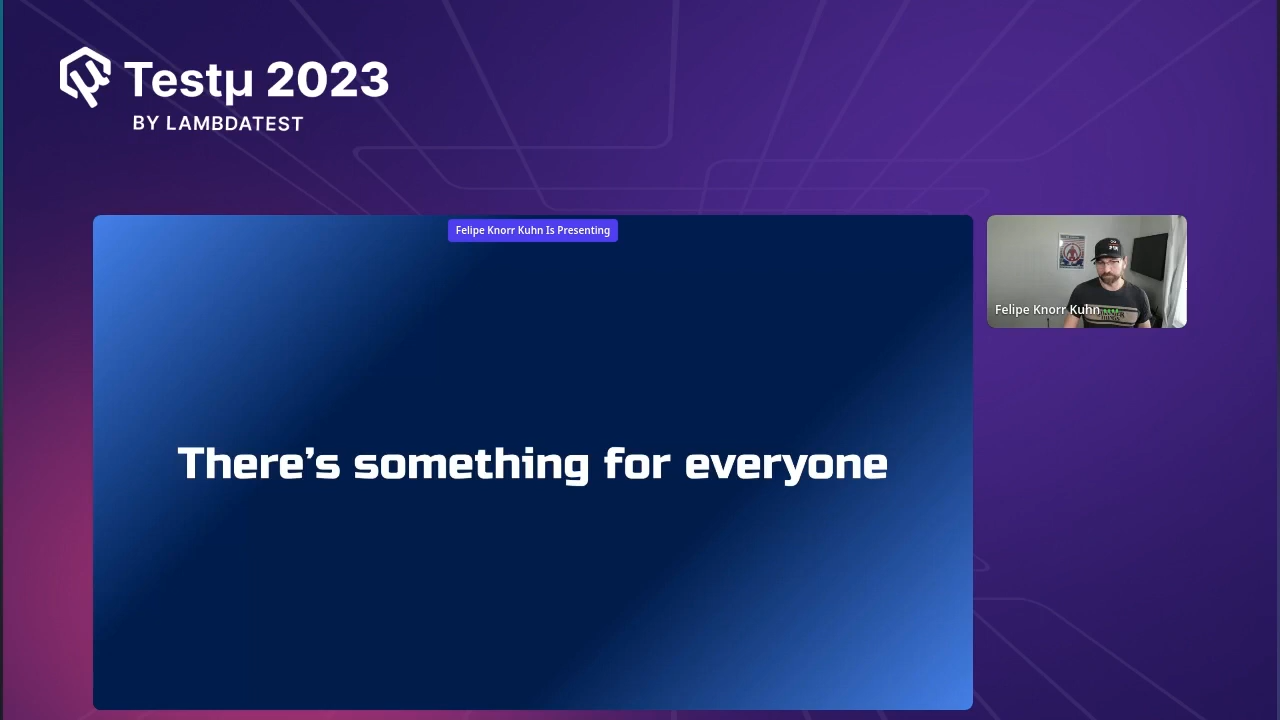 Testμ 2023
BY LAMBDATEST
Felipe Knorr Kuhn Is Presenting
There’s something for everyone
Felipe Knorr Kuhn